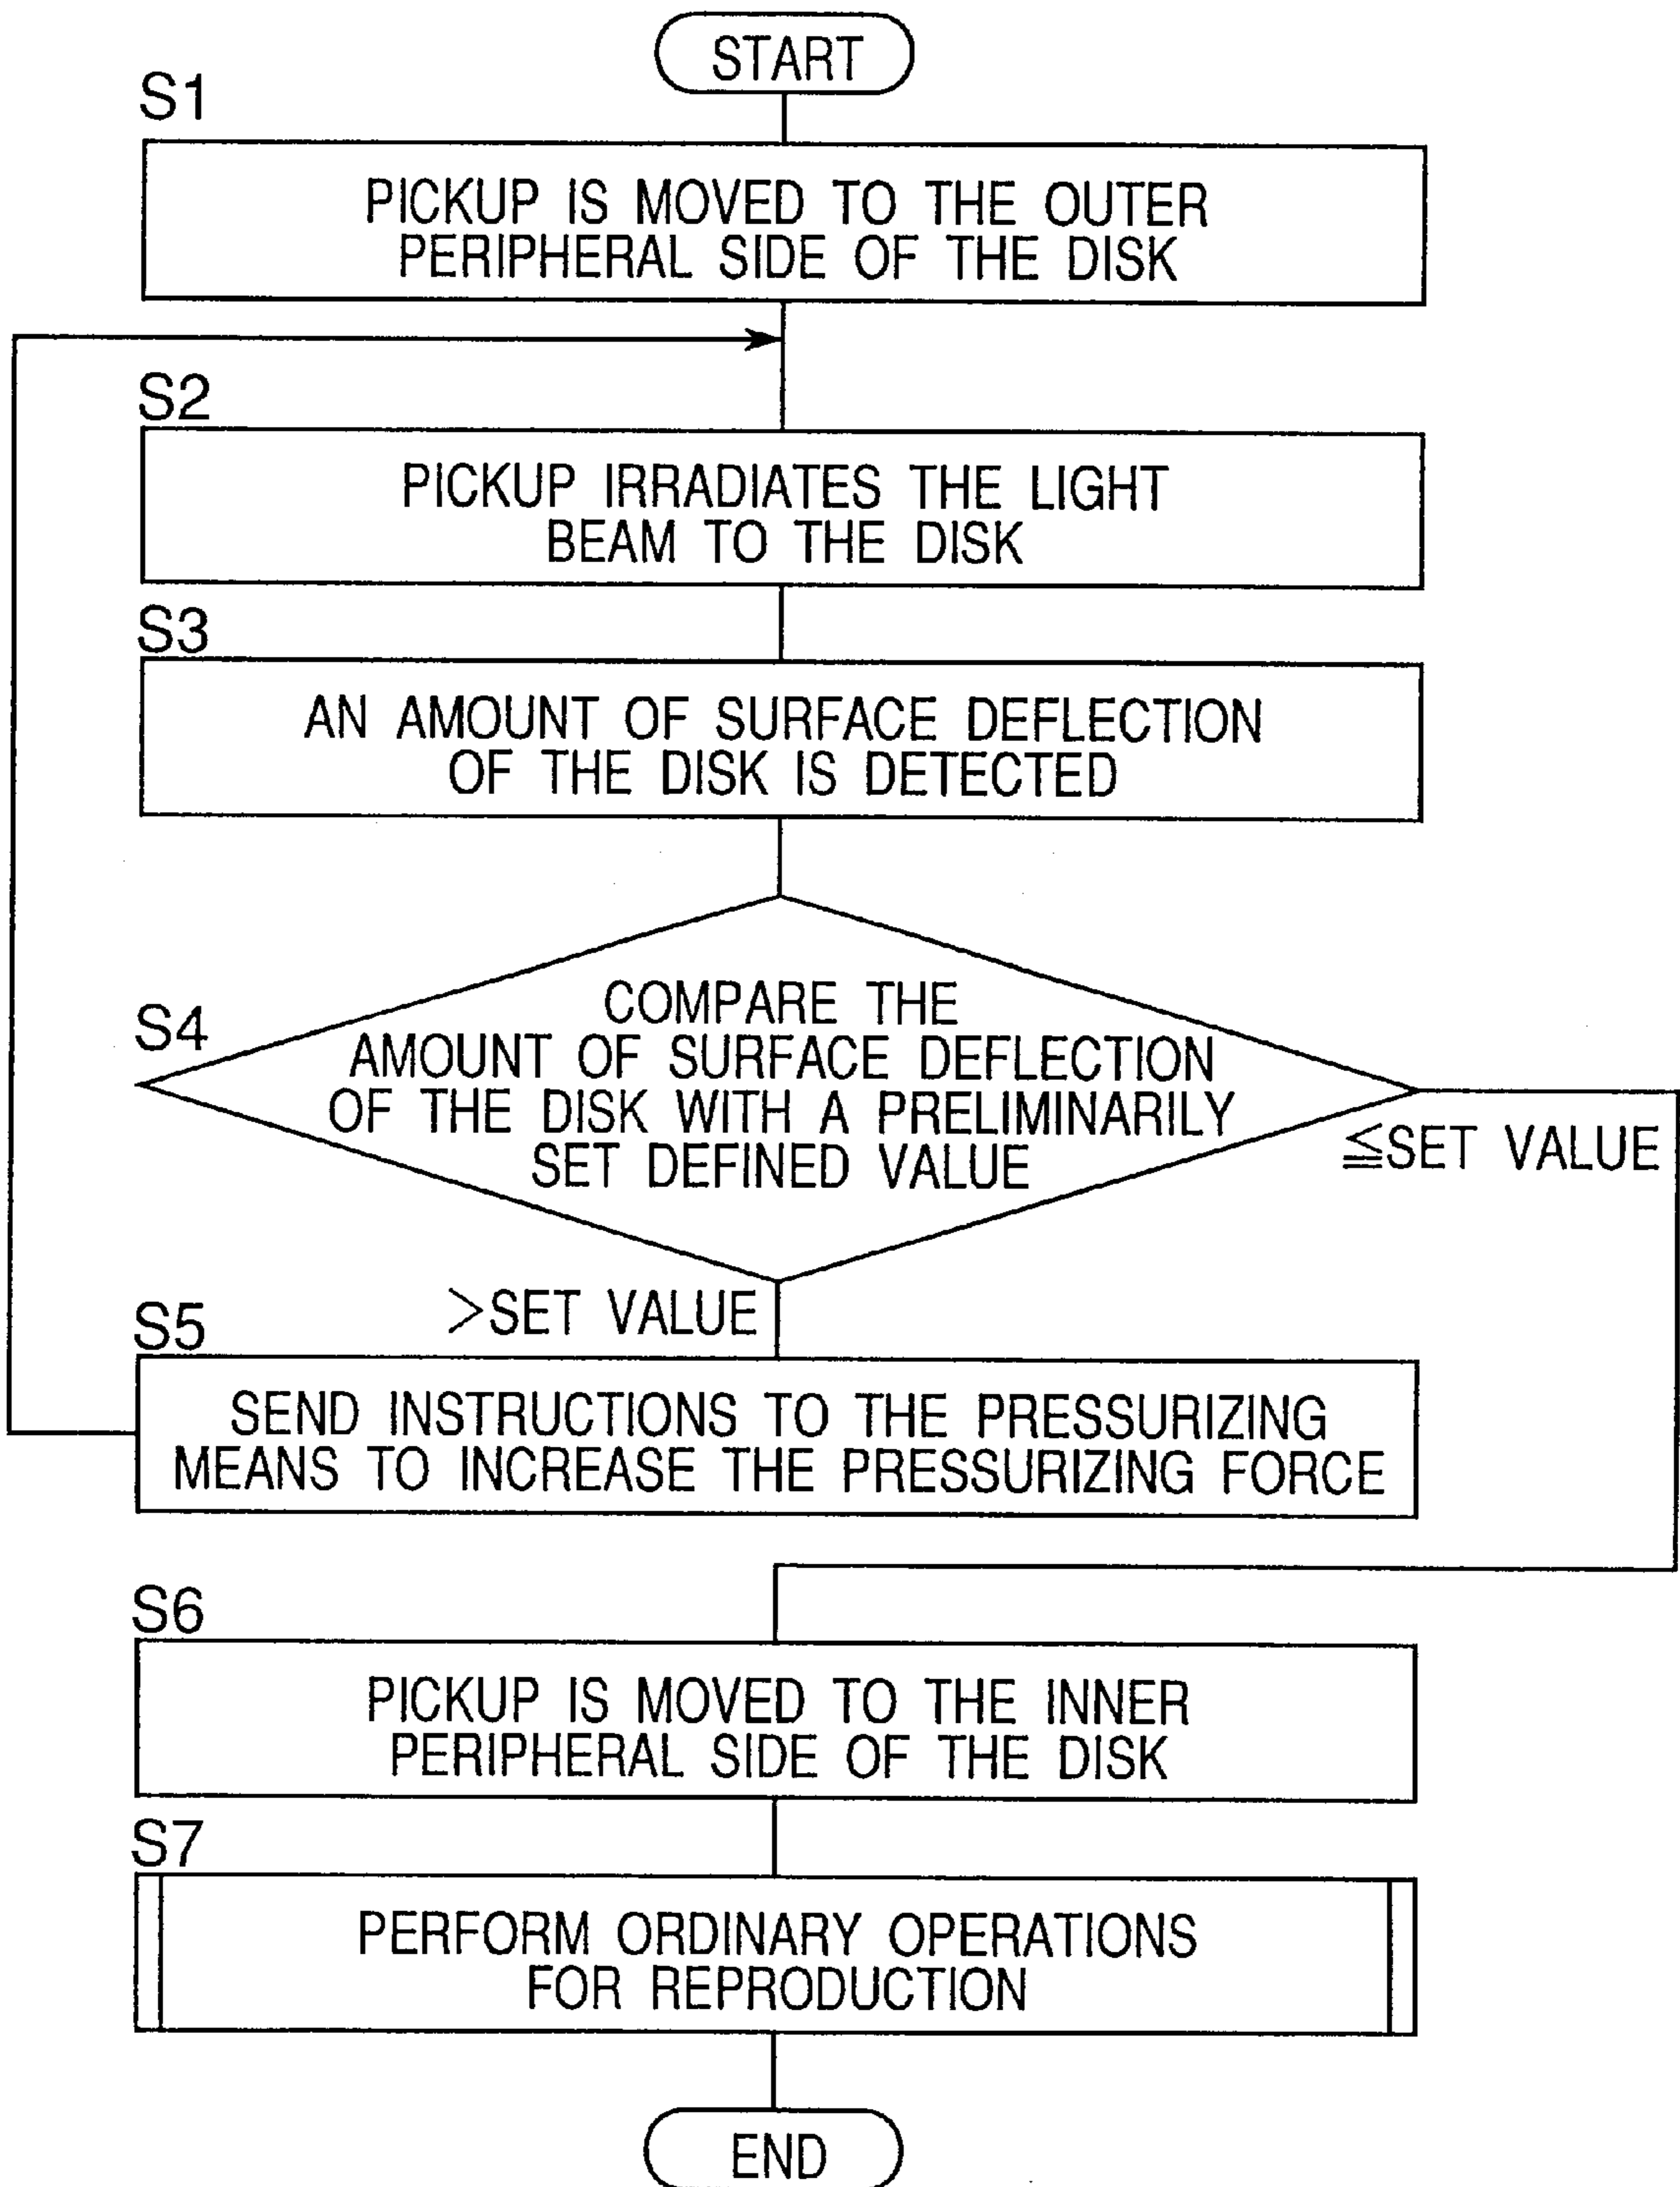 START
S1
PICKUP IS MOVED TO THE OUTER
PERIPHERAL SIDE OF THE DISK
S2
PICKUP IRRADIATES THE LIGHT
BEAM TO THE DISK
S3
AN AMOUNT OF SURFACE DEFLECTION
OF THE DISK IS DETECTED
S4
COMPARE THE
AMOUNT OF SURFACE DEFLECTION
OF THE DISK WITH A PRELIMINARILY
SET DEFINED VALUE
≦SET VALUE
>SET VALUE
S5
SEND INSTRUCTIONS TO THE PRESSURIZING
MEANS TO INCREASE THE PRESSURIZING FORCE
S6
PICKUP IS MOVED TO THE INNER
PERIPHERAL SIDE OF THE DISK
S7
PERFORM ORDINARY OPERATIONS
FOR REPRODUCTION
END